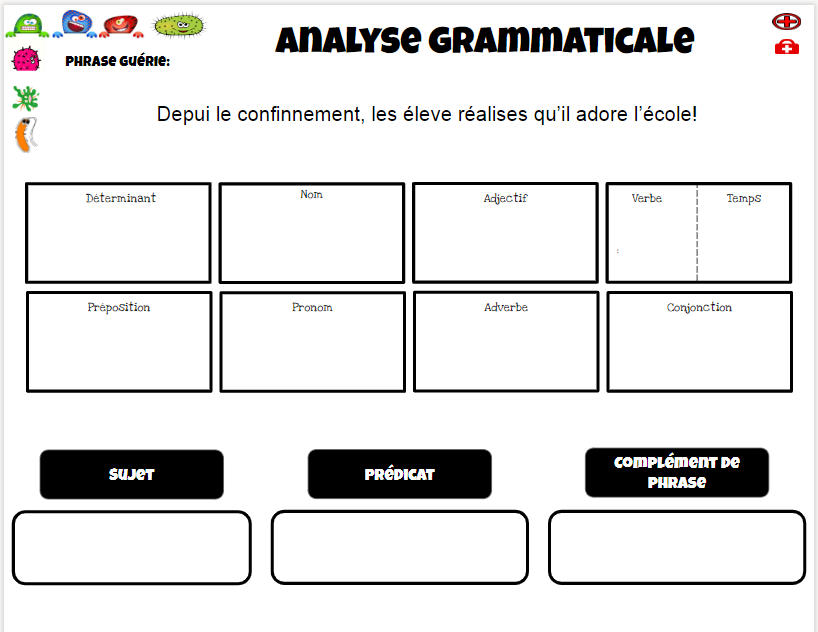 Analyse Grammaticale
Phrase guérie:
Depui le confinnement, les éleve réalises qu'il adore l'école!
Déterminant
Nom
Adjectif
Verbe
Temps
:
Préposition
Pronom
Adverbe
Conjonction
Sujet
Prédicat
Complément de
phrase